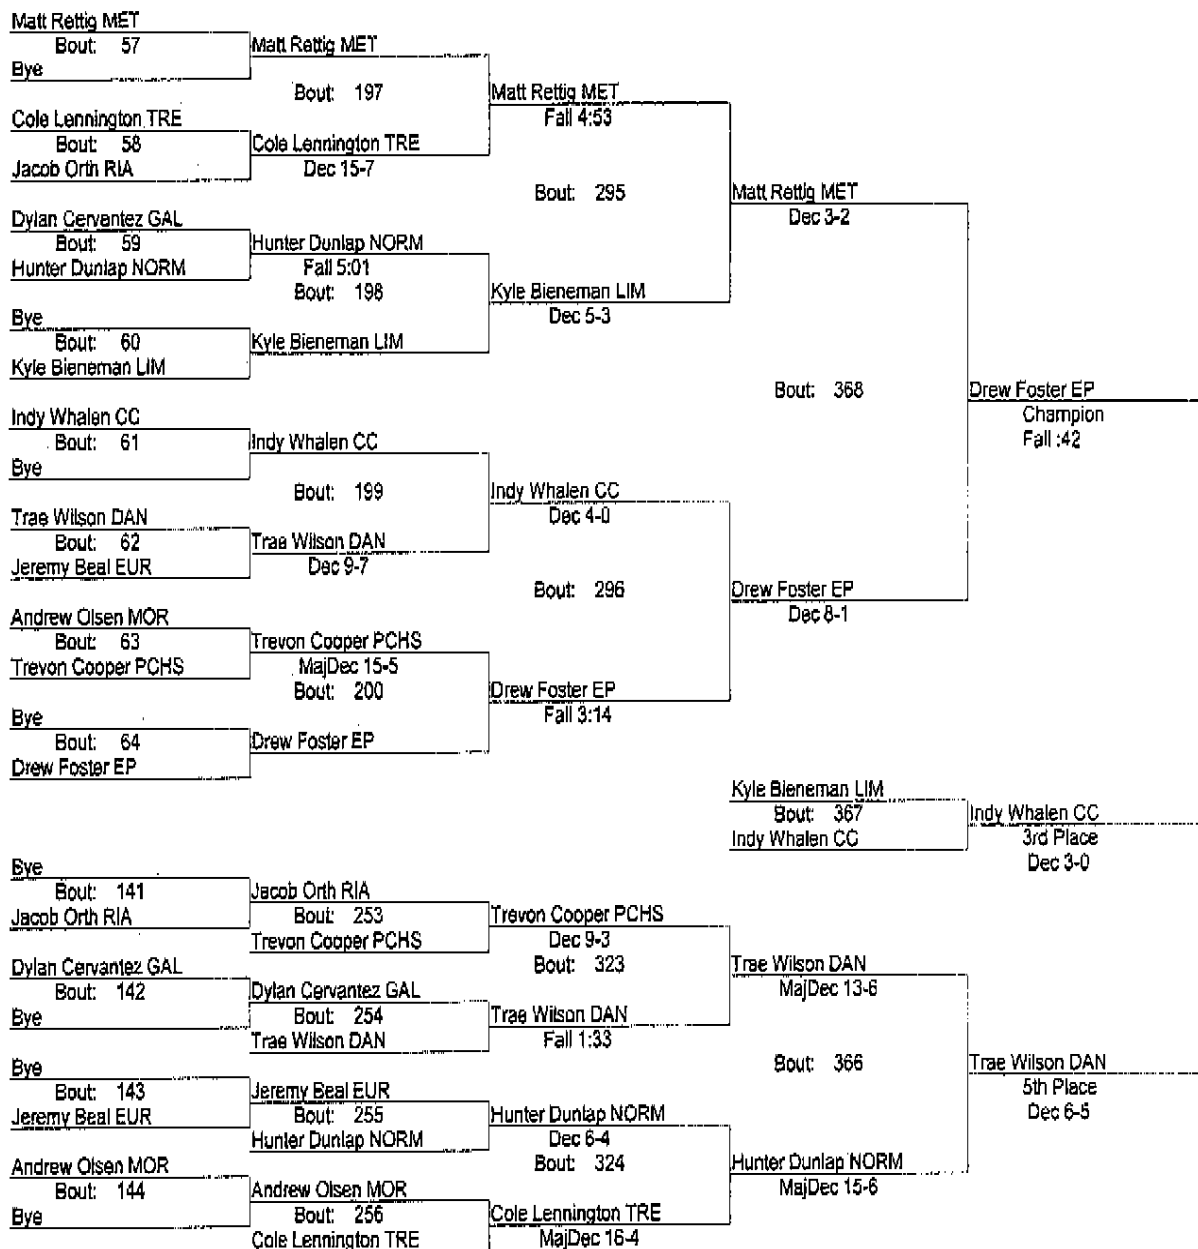 Matt Rettig MET
Bout: 57
Bye
Matt Rettig MET
Bout: 197
Cole Lennington TRE
Bout: 58
Jacob Orth RIA
Cole Lennington TRE
Dec 15-7
Matt Rettig MET
Fall 4:53
Bout: 295
Dylan Cervantez GAL
Bout: 59
Hunter Dunlap NORM
Hunter Dunlap NORM
Fall 5:01
Bout: 198
Bye
Bout: 60
Kyle Bieneman LIM
Kyle Bieneman LIM
Kyle Bieneman LIM
Dec 5-3
Matt Rettig MET
Dec 3-2
Bout: 368
Indy Whalen CC
Bout: 61
Bye
Indy Whalen CC
Bout: 199
Trae Wilson DAN
Bout: 62
Jeremy Beal EUR
Trae Wilson DAN
Dec 9-7
Indy Whalen CC
Dec 4-0
Bout: 296
Andrew Olsen MOR
Bout: 63
Trevon Cooper PCHS
Trevon Cooper PCHS
MajDec 15-5
Bout: 200
Bye
Bout: 64
Drew Foster EP
Drew Foster EP
Drew Foster EP
Fall 3:14
Drew Foster EP
Dec 8-1
Drew Foster EP
Champion
Fall :42
Kyle Bieneman LIM
Bout: 367
Indy Whalen CC
Indy Whalen CC
3rd Place
Dec 3-0
Bye
Bout: 141
Jacob Orth RIA
Jacob Orth RIA
Bout: 253
Trevon Cooper PCHS
Trevon Cooper PCHS
Dec 9-3
Bout: 323
Dylan Cervantez GAL
Bout: 142
Bye
Dylan Cervantez GAL
Bout: 254
Trae Wilson DAN
Trae Wilson DAN
Fall 1:33
Trae Wilson DAN
MajDec 13-6
Bout: 366
Bye
Bout: 143
Jeremy Beal EUR
Jeremy Beal EUR
Bout: 255
Hunter Dunlap NORM
Hunter Dunlap NORM
Dec 6-4
Bout: 324
Andrew Olsen MOR
Bout: 144
Bye
Andrew Olsen MOR
Bout: 256
Cole Lennington TRE
Cole Lennington TRE
MajDec 16-4
Hunter Dunlap NORM
MajDec 15-6
Trae Wilson DAN
5th Place
Dec 6-5